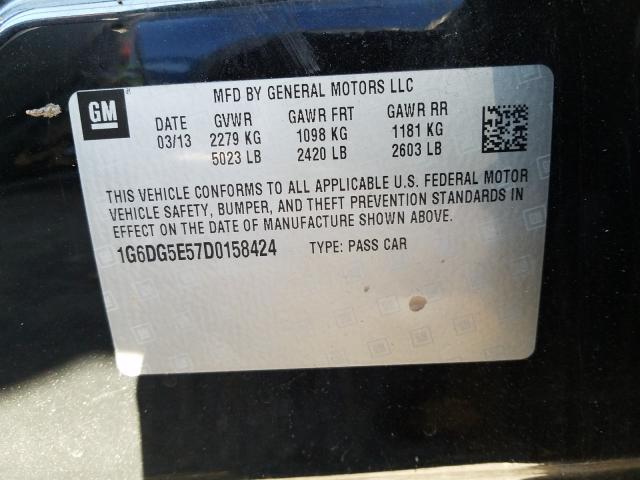 GM
MFD BY GENERAL MOTORS LLC
DATE GVWR GAWR FRT GAWR RR
03/13 2279 KG 1098 KG 1181 KG
5023 LB 2420 LB 2603 LB
THIS VEHICLE CONFORMS TO ALL APPLICABLE U.S. FEDERAL MOTOR
VEHICLE SAFETY, BUMPER, AND THEFT PREVENTION STANDARDS IN
EFFECT ON THE DATE OF MANUFACTURE SHOWN ABOVE.
1G6DG5E57D0158424 TYPE: PASS CAR